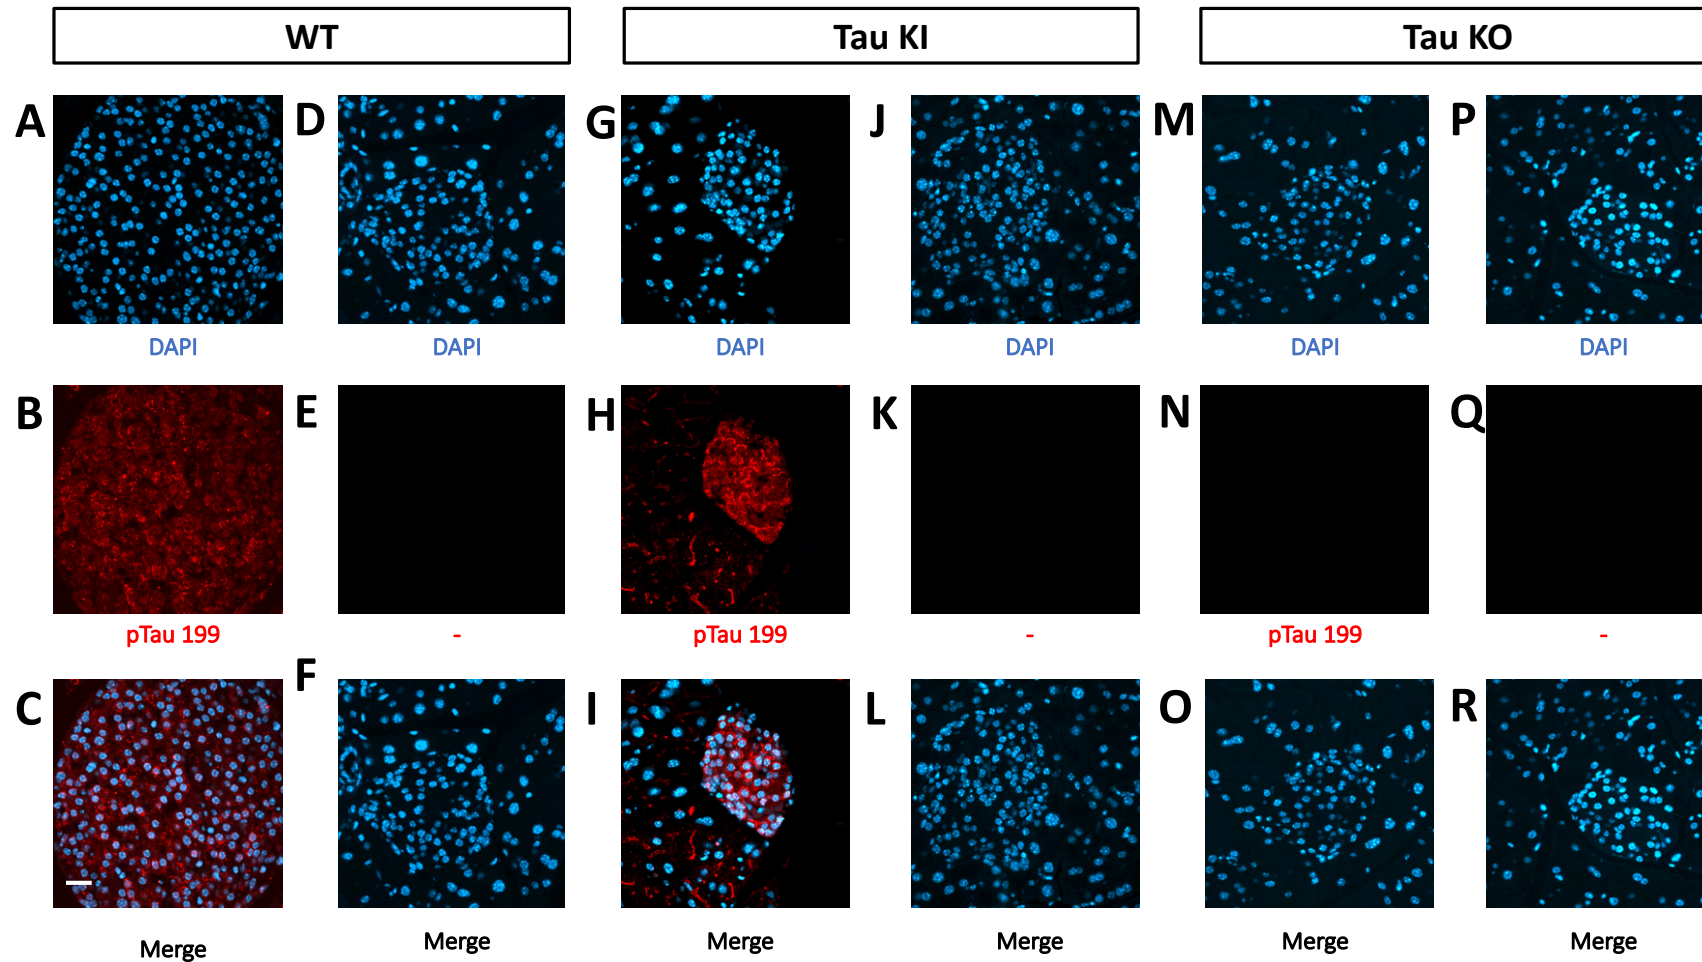 WT Tau KI Tau KO
A D G J M P
DAPI DAPI DAPI DAPI DAPI DAPI
B E H K N Q
pTau 199 - pTau 199 - pTau 199 -
C F I L O R
Merge Merge Merge Merge Merge Merge